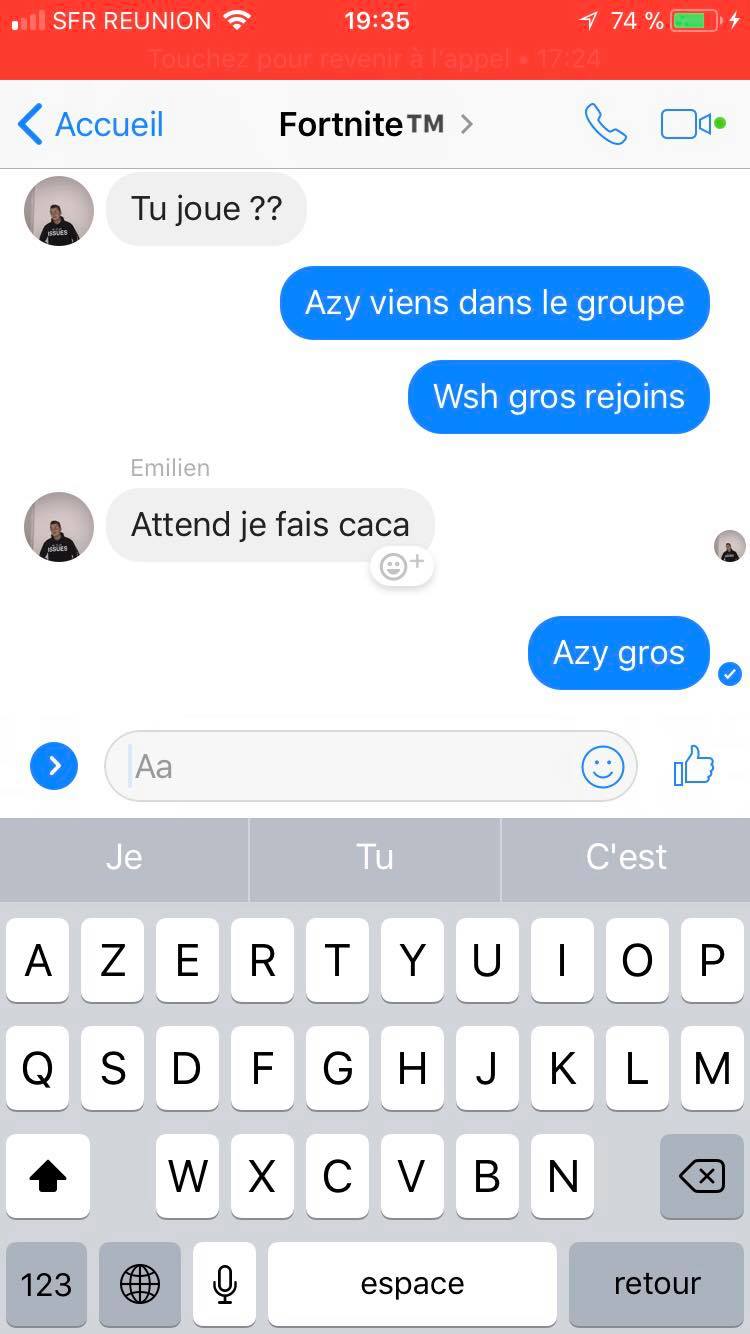 SFR REUNION 19:35 74 %
Touchez pour revenir à l'appel • 17:24
Accueil Fortnite™
Tu joue ??
Azy viens dans le groupe
Wsh gros rejoins
Emilien
Attend je fais caca
Azy gros
Aa
Je Tu C'est
A Z E R T Y U I O P
Q S D F G H J K L M
W X C V B N
123 espace retour